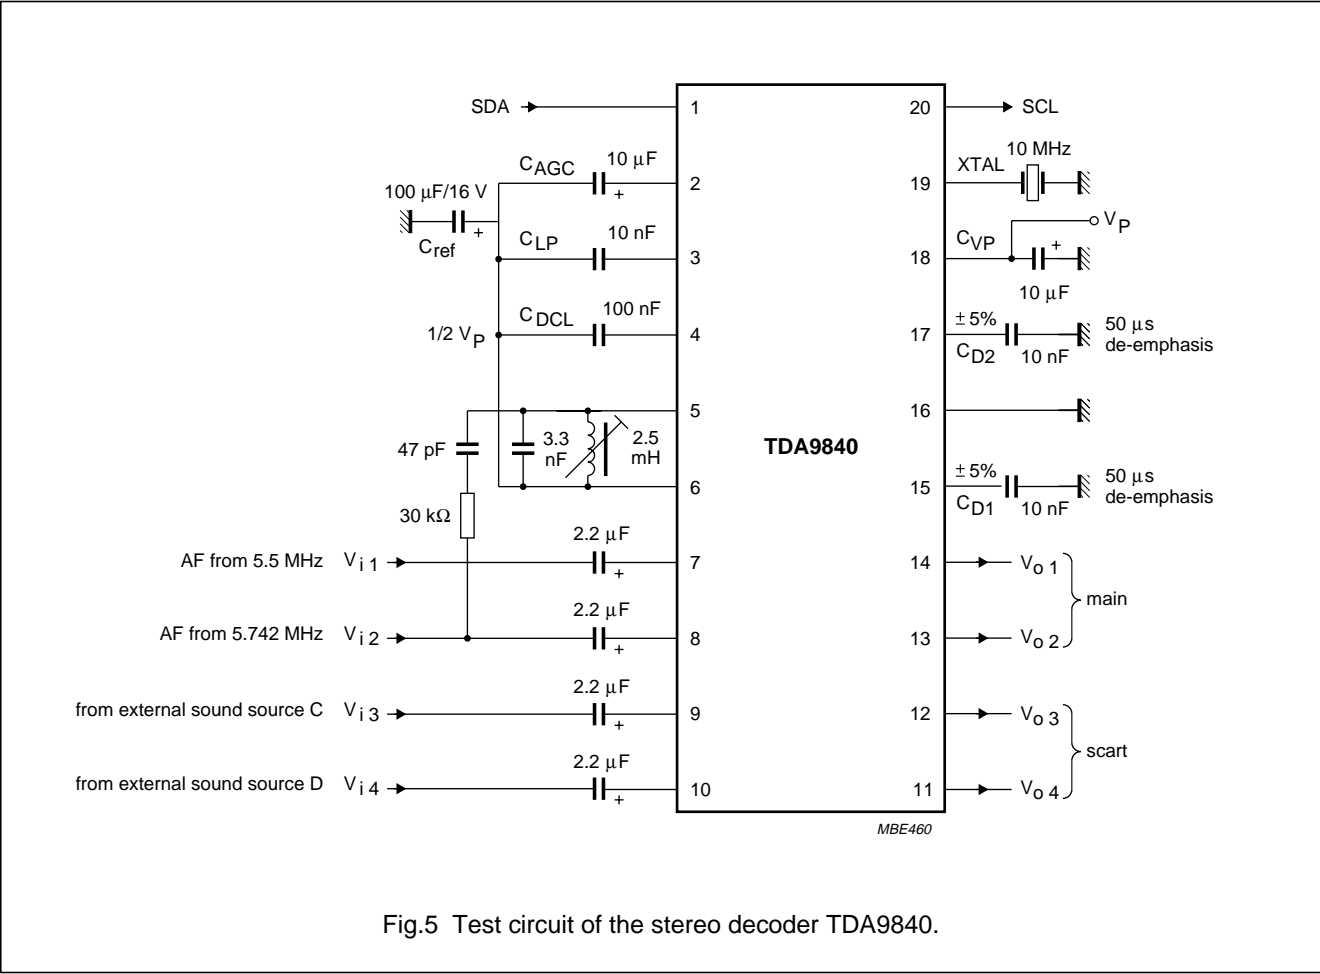 SDA
1
20
SCL
C AGC
10 μF
+
2
19
XTAL
10 MHz
100 μF/16 V
C ref
+
C LP
10 nF
3
18
C VP
V P
+
10 μF
1/2 V P
C DCL
100 nF
4
17
± 5%
C D2
10 nF
50 μs
de-emphasis
5
16
47 pF
3.3
nF
2.5
mH
TDA9840
6
15
± 5%
C D1
10 nF
50 μs
de-emphasis
30 kΩ
AF from 5.5 MHz
V i 1
2.2 μF
+
7
14
V o 1
main
AF from 5.742 MHz
V i 2
2.2 μF
+
8
13
V o 2
from external sound source C
V i 3
2.2 μF
+
9
12
V o 3
scart
from external sound source D
V i 4
2.2 μF
+
10
11
V o 4
MBE460
Fig.5 Test circuit of the stereo decoder TDA9840.